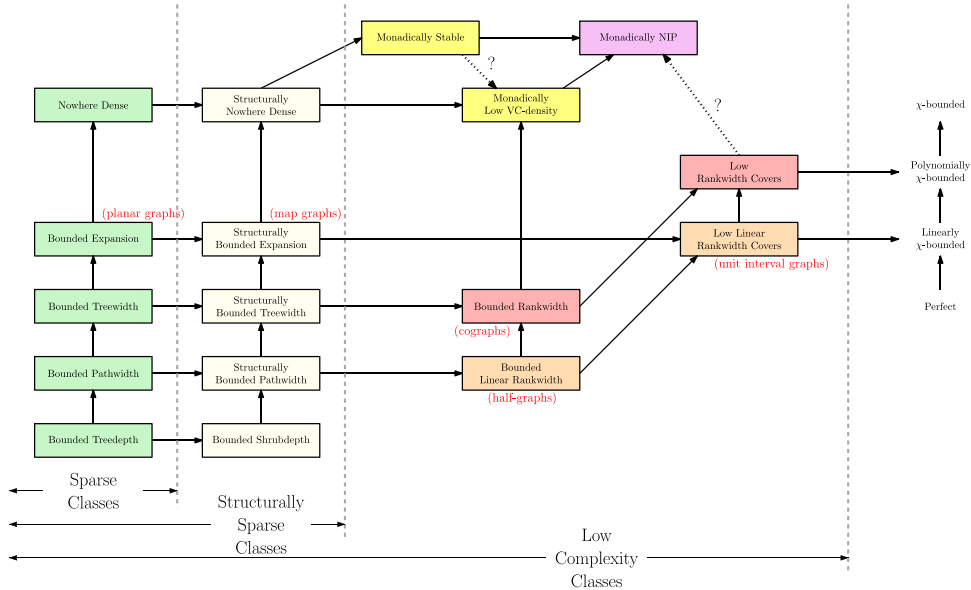 Monadically Stable
Monadically NIP
?
Nowhere Dense
Structurally
Nowhere Dense
Monadically
Low VC-density
?
χ-bounded
Low
Rankwidth Covers
Polynomially
χ-bounded
(planar graphs)
(map graphs)
Bounded Expansion
Structurally
Bounded Expansion
Low Linear
Rankwidth Covers
Linearly
χ-bounded
(unit interval graphs)
Bounded Treewidth
Structurally
Bounded Treewidth
Bounded Rankwidth
Perfect
(cographs)
Bounded Pathwidth
Structurally
Bounded Pathwidth
Bounded
Linear Rankwidth
(half-graphs)
Bounded Treedepth
Bounded Shrubdepth
Sparse
Classes
Structurally
Sparse
Classes
Low
Complexity
Classes